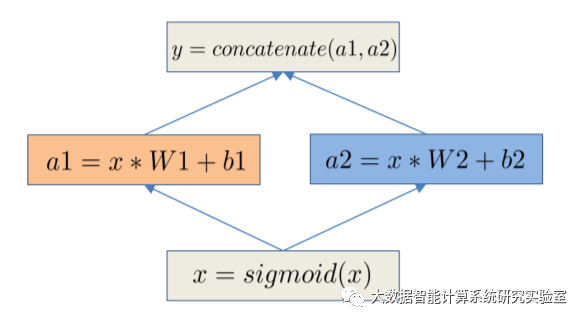 y = concatenate(a1, a2)
a1 = x * W1 + b1
a2 = x * W2 + b2
x = sigmoid(x)
大数据智能计算系统研究实验室